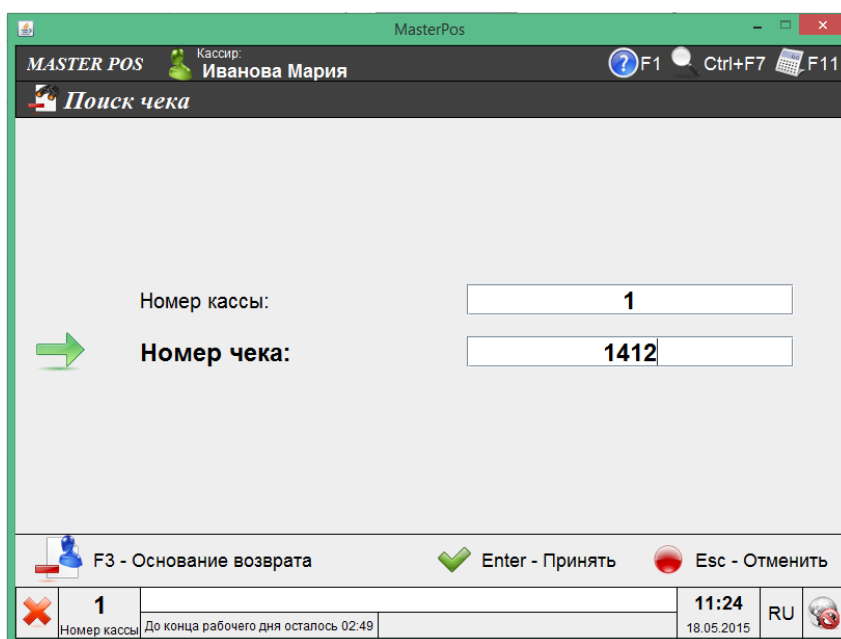 MasterPos
MASTER POS Кассир: Иванова Мария F1 Ctrl+F7 F11
Поиск чека
Номер кассы: 1
Номер чека: 1412
F3 - Основание возврата Enter - Принять Esc - Отменить
1 11:24 RU
Номер кассы До конца рабочего дня осталось 02:49 18.05.2015